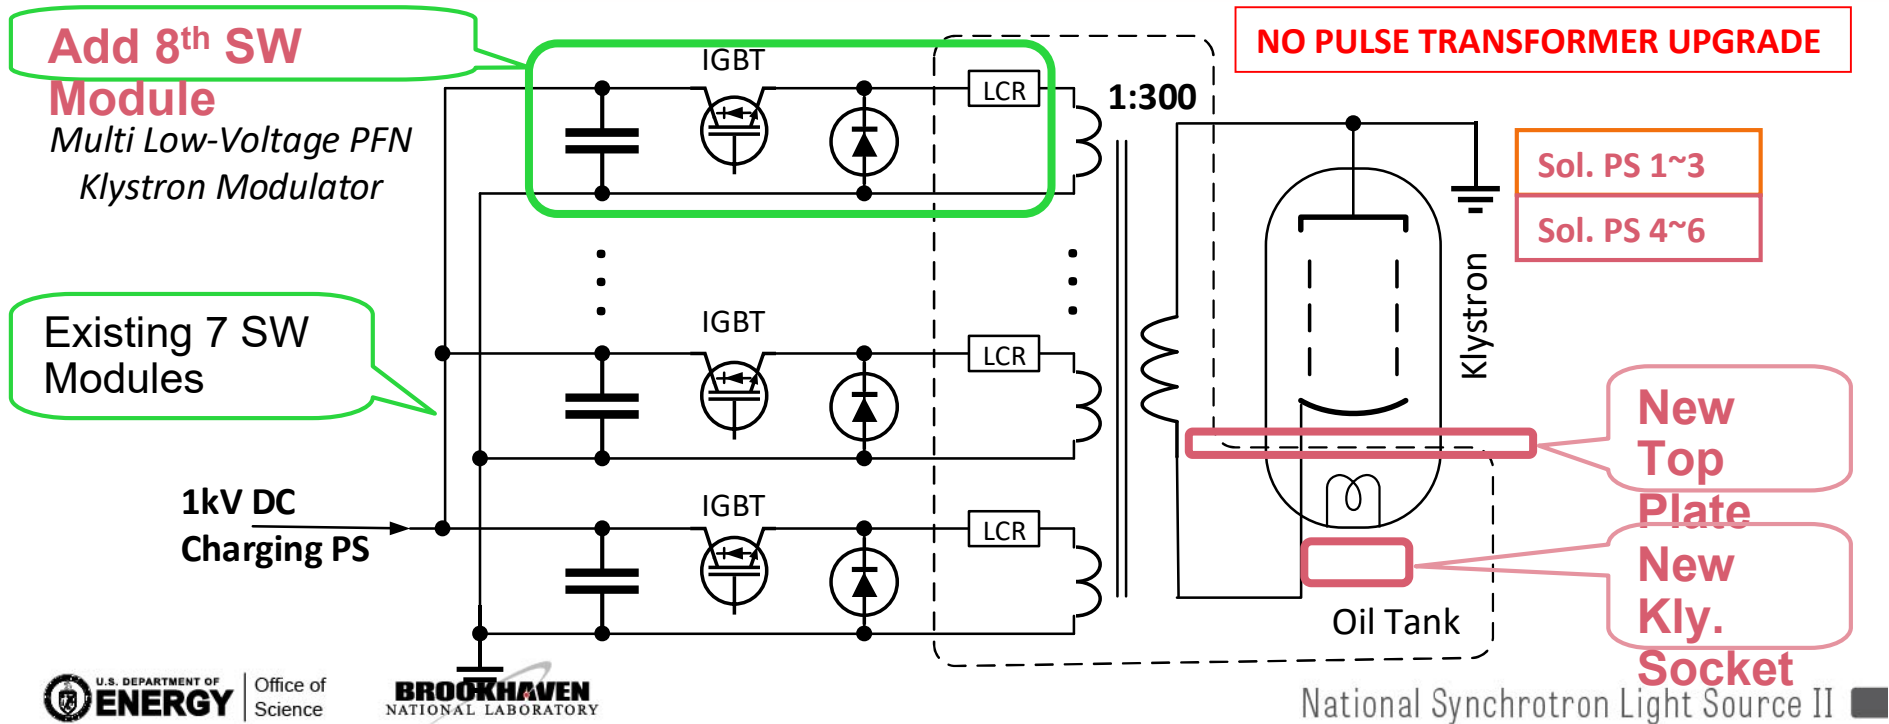 Add 8th SW
Module
Multi Low-Voltage PFN
Klystron Modulator
IGBT
LCR
1:300
NO PULSE TRANSFORMER UPGRADE
Sol. PS 1~3
Sol. PS 4~6
Klystron
Existing 7 SW
Modules
IGBT
LCR
New
Top
Plate
1kV DC
Charging PS
IGBT
LCR
New
Kly.
Socket
Oil Tank
U.S. DEPARTMENT OF
ENERGY
Office of
Science
BROOKHAVEN
NATIONAL LABORATORY
National Synchrotron Light Source II